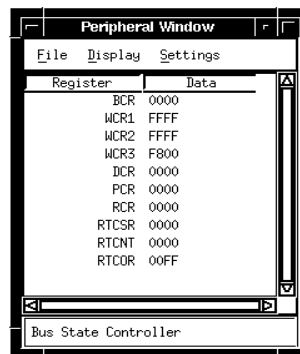 Peripheral Window
File Display Settings
Register Data
BCR 0000
WCR1 FFFF
WCR2 FFFF
WCR3 F800
DCR 0000
PCR 0000
RCR 0000
RTCSR 0000
RTCNT 0000
RTCOR 00FF
Bus State Controller